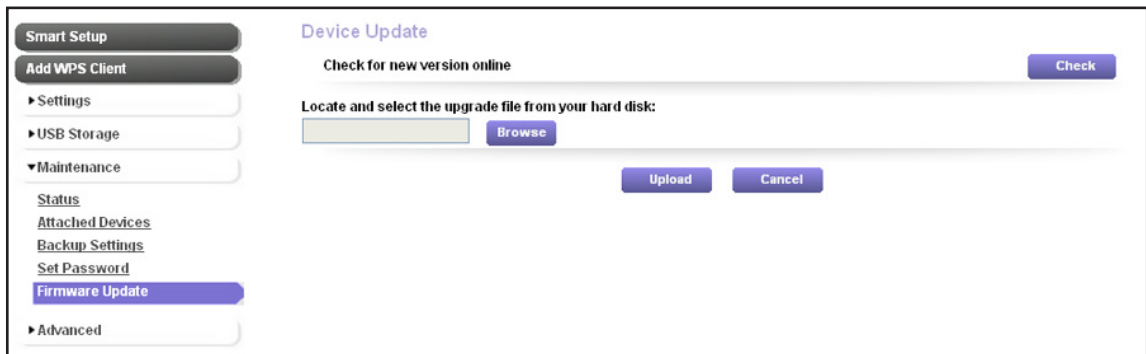 Smart Setup
Add WPS Client
Settings
USB Storage
Maintenance
Status
Attached Devices
Backup Settings
Set Password
Firmware Update
Advanced
Device Update
Check for new version online
Check
Locate and select the upgrade file from your hard disk:
Browse
Upload Cancel